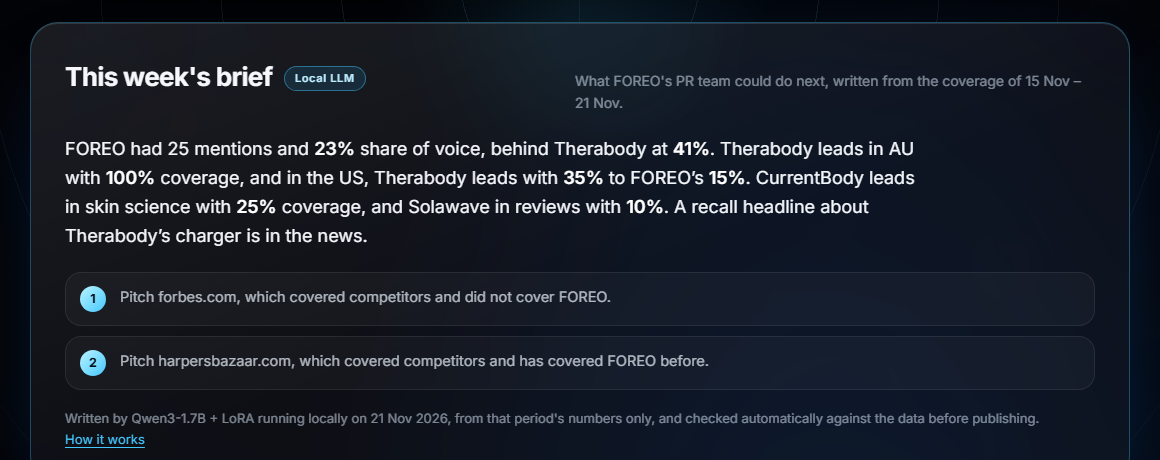 This week's brief
Local LLM
What FOREO's PR team could do next, written from the coverage of 15 Nov –
21 Nov.
FOREO had 25 mentions and 23% share of voice, behind Therabody at 41%. Therabody leads in AU
with 100% coverage, and in the US, Therabody leads with 35% to FOREO’s 15%. CurrentBody leads
in skin science with 25% coverage, and Solawave in reviews with 10%. A recall headline about
Therabody’s charger is in the news.
1 Pitch forbes.com, which covered competitors and did not cover FOREO.
2 Pitch harpersbazaar.com, which covered competitors and has covered FOREO before.
Written by Qwen3-1.7B + LoRA running locally on 21 Nov 2026, from that period's numbers only, and checked automatically against the data before publishing.
How it works